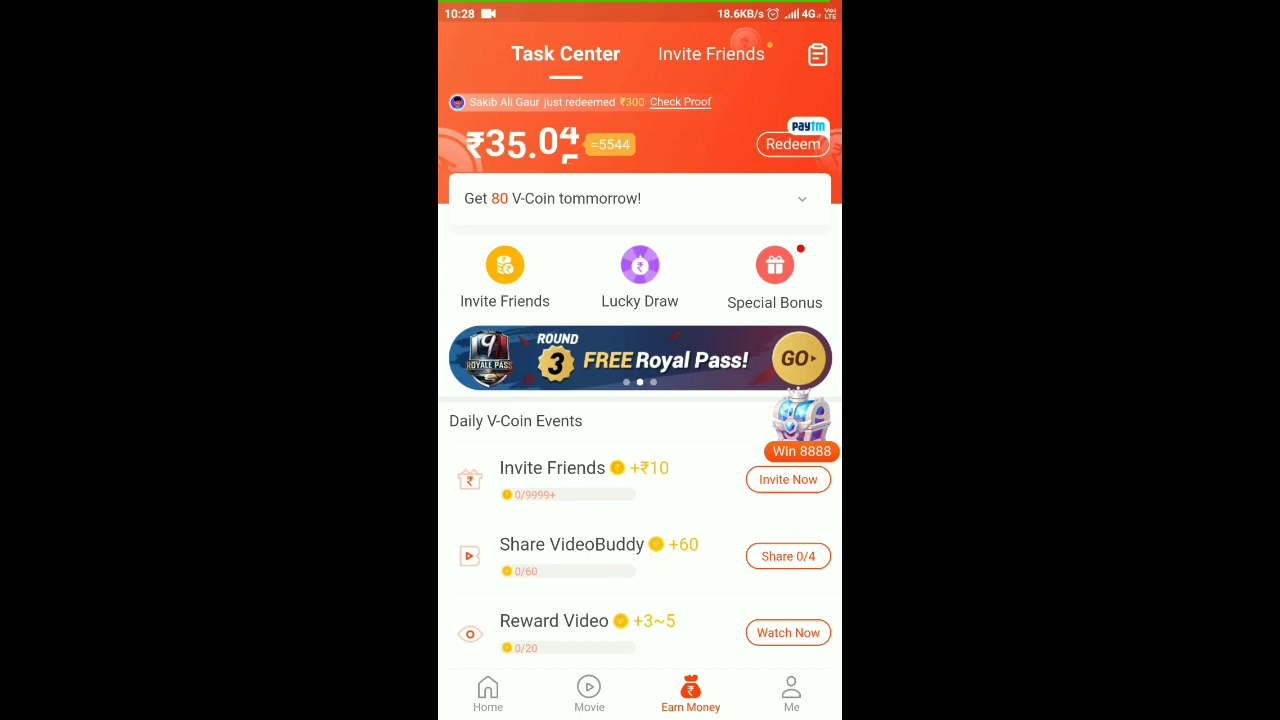 10:28 18.6KB/s 4G VoLTE
Task Center Invite Friends
Sakib Ali Gaur just redeemed ₹300 Check Proof
₹35.04 =5544
paytm
Redeem
Get 80 V-Coin tommorrow!
Invite Friends Lucky Draw Special Bonus
9
ROYALE PASS
ROUND
3 FREE Royal Pass! GO
Daily V-Coin Events
Win 8888
Invite Friends +₹10
0/9999+
Invite Now
Share VideoBuddy +60
0/60
Share 0/4
Reward Video +3~5
0/20
Watch Now
Home Movie Earn Money Me